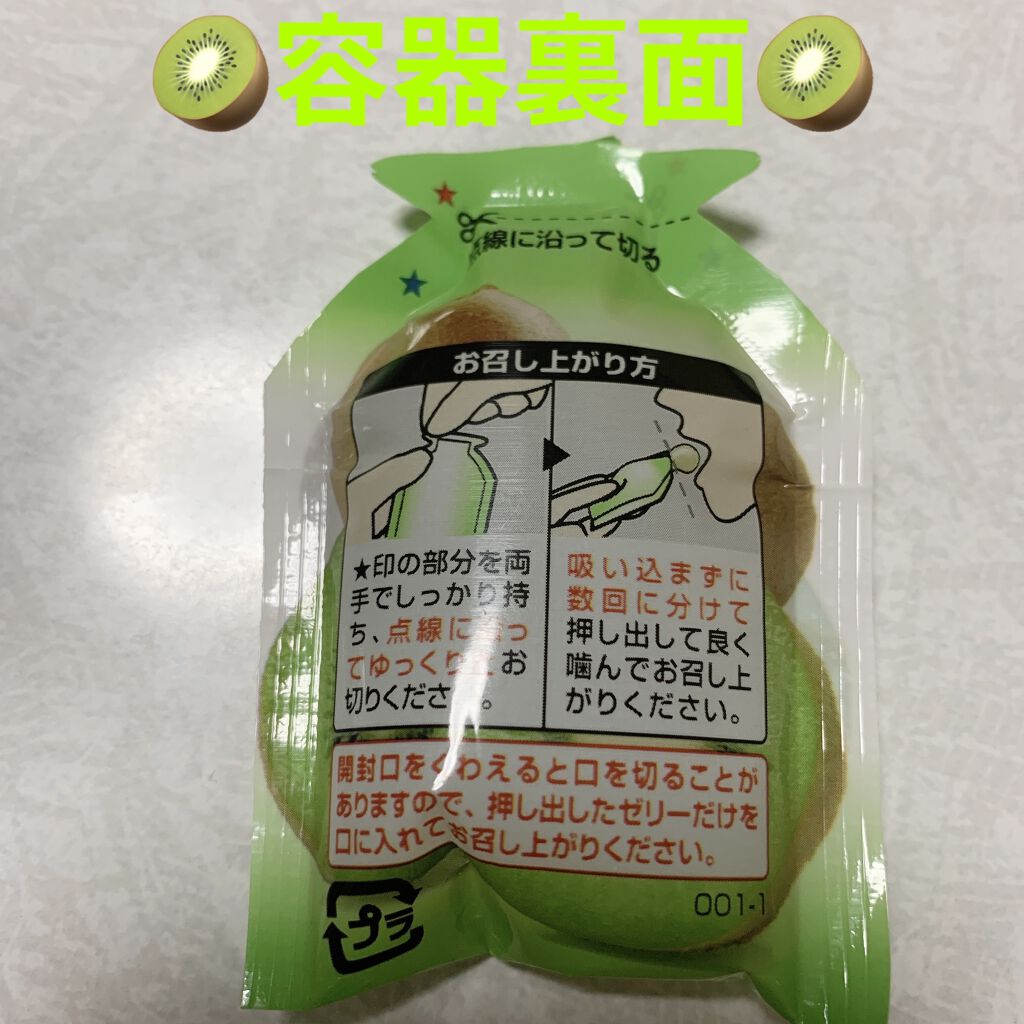 容器裏面
点線に沿って切る
お召し上がり方
★印の部分を両
手でしっかり持
ち、点線に沿っ
てゆっくりとお
切りください。
吸い込まずに
数回に分けて
押し出して良く
噛んでお召し上
がりください。
開封口をくわえると口を切ることが
ありますので、押し出したゼリーだけを
口に入れてお召し上がりください。
001-1
プラ